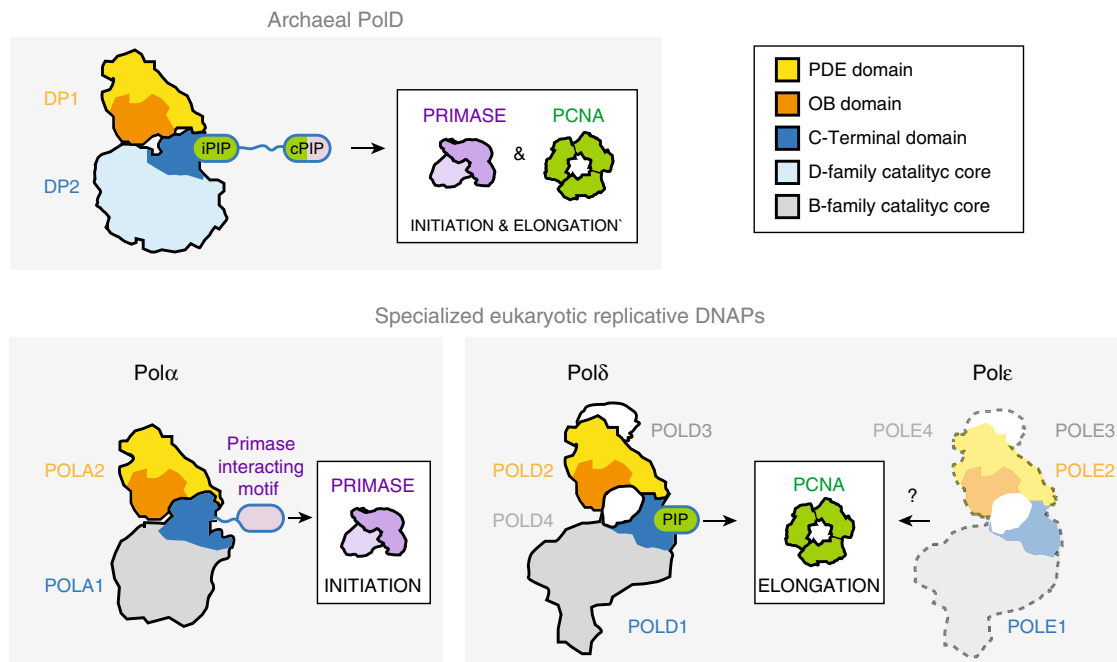 Archaeal PolD
DP1
DP2
iPIP
cPIP
PRIMASE
&
PCNA
INITIATION & ELONGATION`
PDE domain
OB domain
C-Terminal domain
D-family catalityc core
B-family catalityc core
Specialized eukaryotic replicative DNAPs
Polα
POLA2
POLA1
Primase
interacting
motif
PRIMASE
INITIATION
Polδ
POLD3
POLD2
POLD4
PIP
POLD1
PCNA
ELONGATION
?
Polε
POLE4
POLE3
POLE2
POLE1